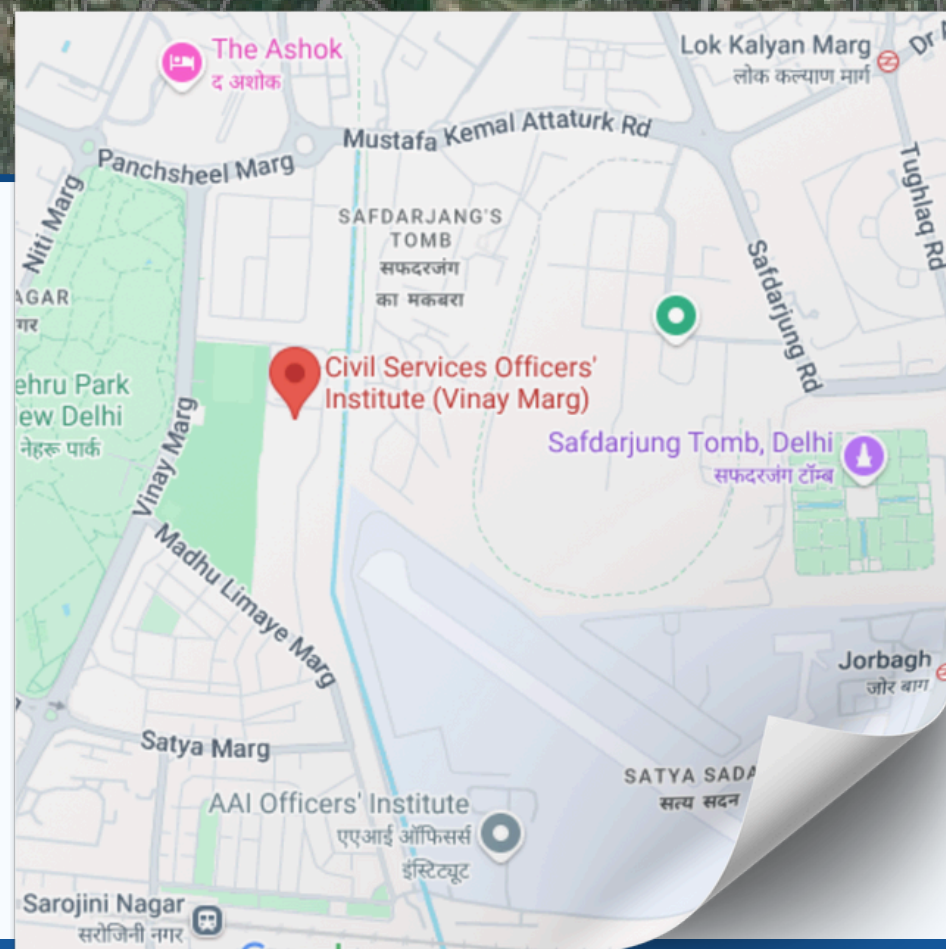 The Ashok
द अशोक
Lok Kalyan Marg
लोक कल्याण मार्ग
Dr
Mustafa Kemal Attaturk Rd
Panchsheel Marg
Niti Marg
Tughlaq Rd
SAFDARJANG'S
TOMB
सफदरजंग
का मकबरा
Safdarjung Rd
AGAR
गर
Civil Services Officers'
Institute (Vinay Marg)
ehru Park
ew Delhi
नेहरू पार्क
Vinay Marg
Safdarjung Tomb, Delhi
सफदरजंग टॉम्ब
Madhu Limaye Marg
Jorbagh
जोर बाग
Satya Marg
SATYA SADA
सत्य सदन
AAI Officers' Institute
एएआई ऑफिसर्स
इंस्टिट्यूट
Sarojini Nagar
सरोजिनी नगर